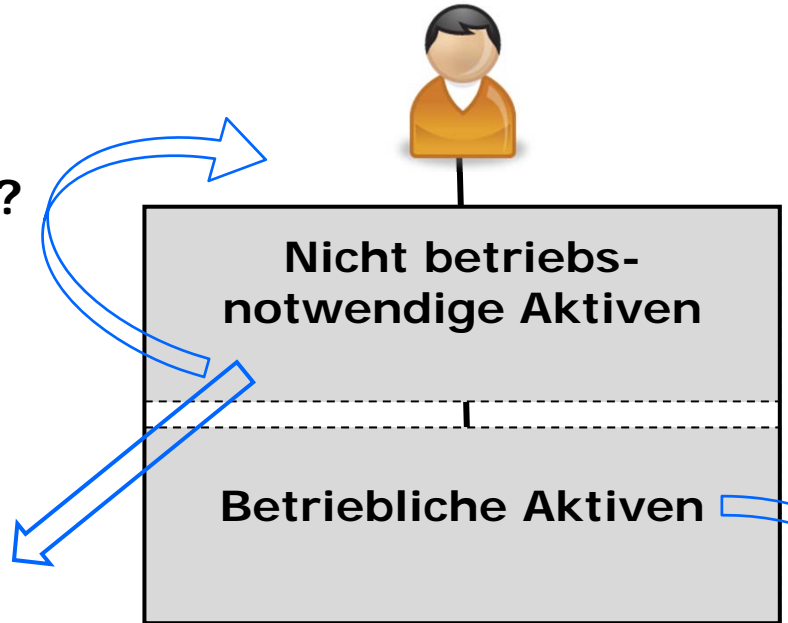 ?
Nicht betriebs-
notwendige Aktiven
Betriebliche Aktiven